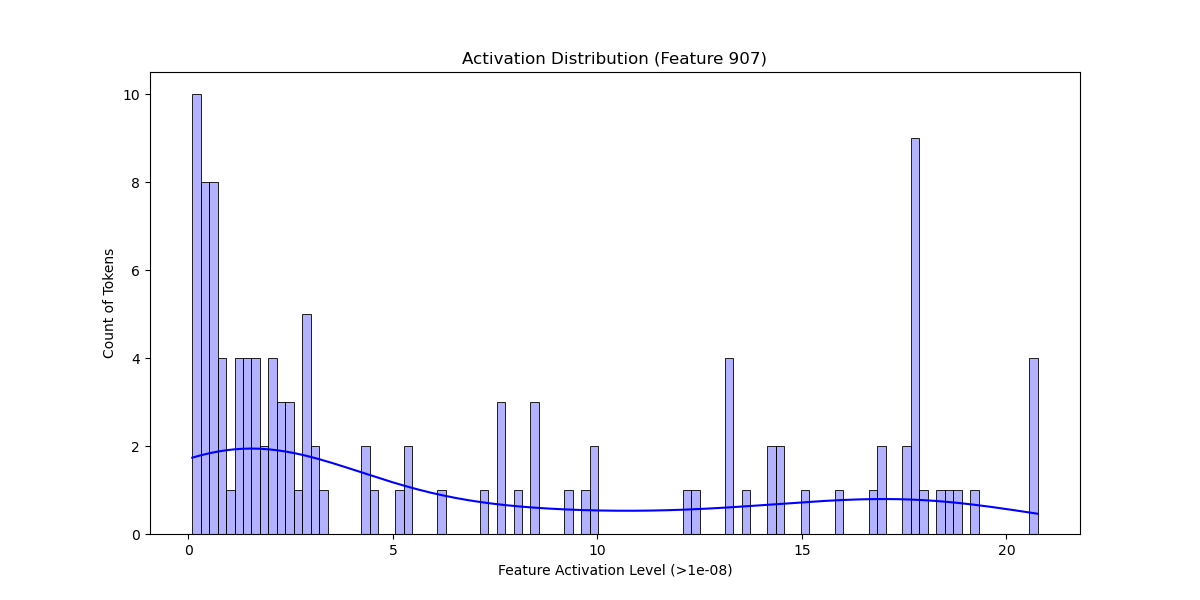 Activation Distribution (Feature 907)
10
8
6
4
2
0
Count of Tokens
0 5 10 15 20
Feature Activation Level (>1e-08)